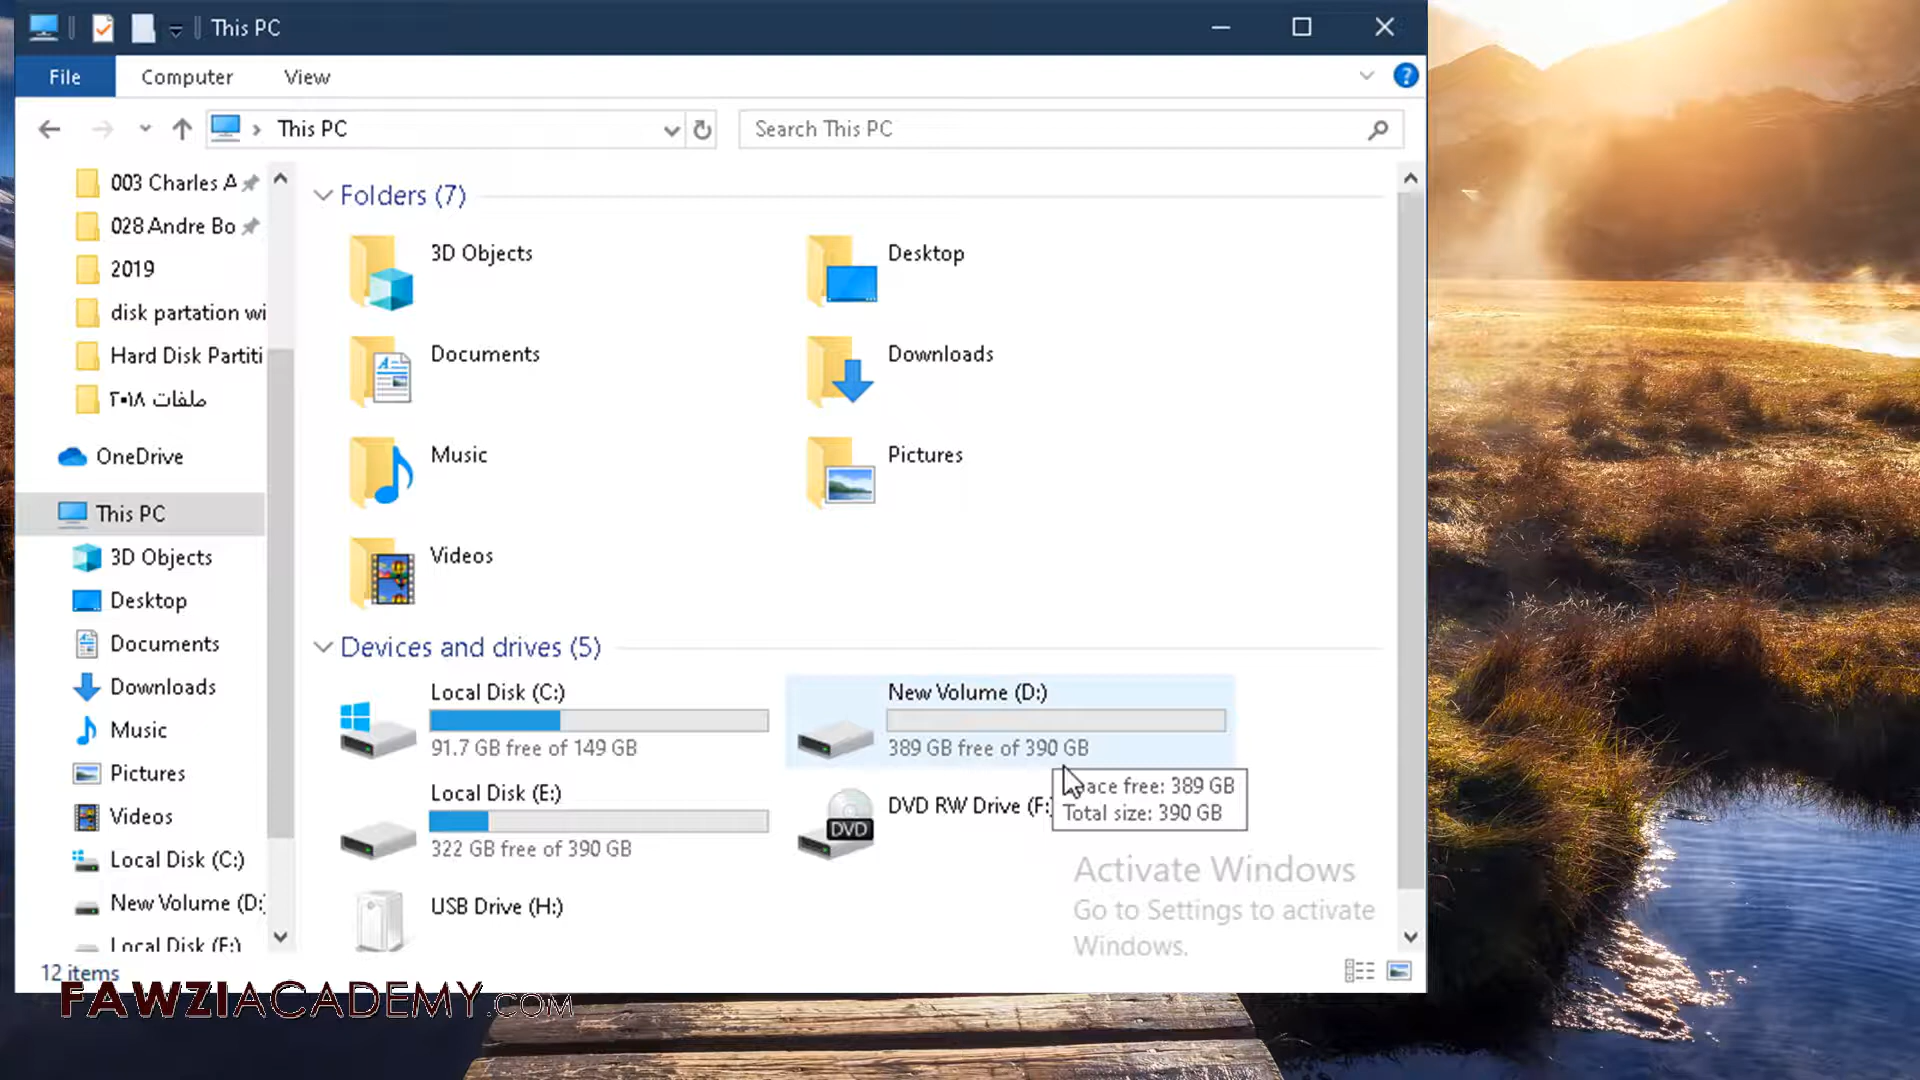 This PC
File
Computer
View
This PC
Search This PC
003 Charles A
028 Andre Bo
2019
disk partation wi
Hard Disk Partiti
ملفات ٢٠١٨
OneDrive
This PC
3D Objects
Desktop
Documents
Downloads
Music
Pictures
Videos
Local Disk (C:)
New Volume (D:)
Local Disk (E:)
Folders (7)
3D Objects
Desktop
Documents
Downloads
Music
Pictures
Videos
Devices and drives (5)
Local Disk (C:)
91.7 GB free of 149 GB
New Volume (D:)
389 GB free of 390 GB
Local Disk (E:)
322 GB free of 390 GB
DVD
DVD RW Drive (F:)
ace free: 389 GB
Total size: 390 GB
USB Drive (H:)
Activate Windows
Go to Settings to activate
Windows.
12 items
FAWZIACADEMY.COM